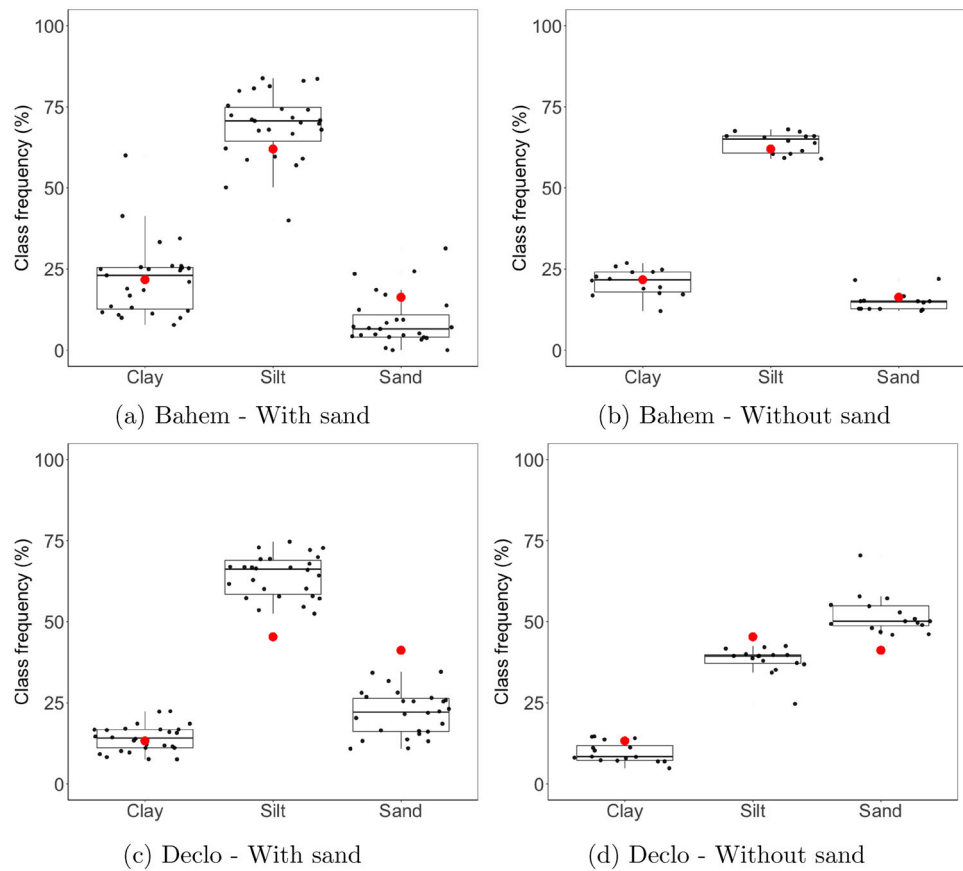 100
75
50
25
0
Class frequency (%)
Clay Silt Sand
(a) Bahem - With sand
100
75
50
25
0
Class frequency (%)
Clay Silt Sand
(b) Bahem - Without sand
100
75
50
25
0
Class frequency (%)
Clay Silt Sand
(c) Declo - With sand
100
75
50
25
0
Class frequency (%)
Clay Silt Sand
(d) Declo - Without sand